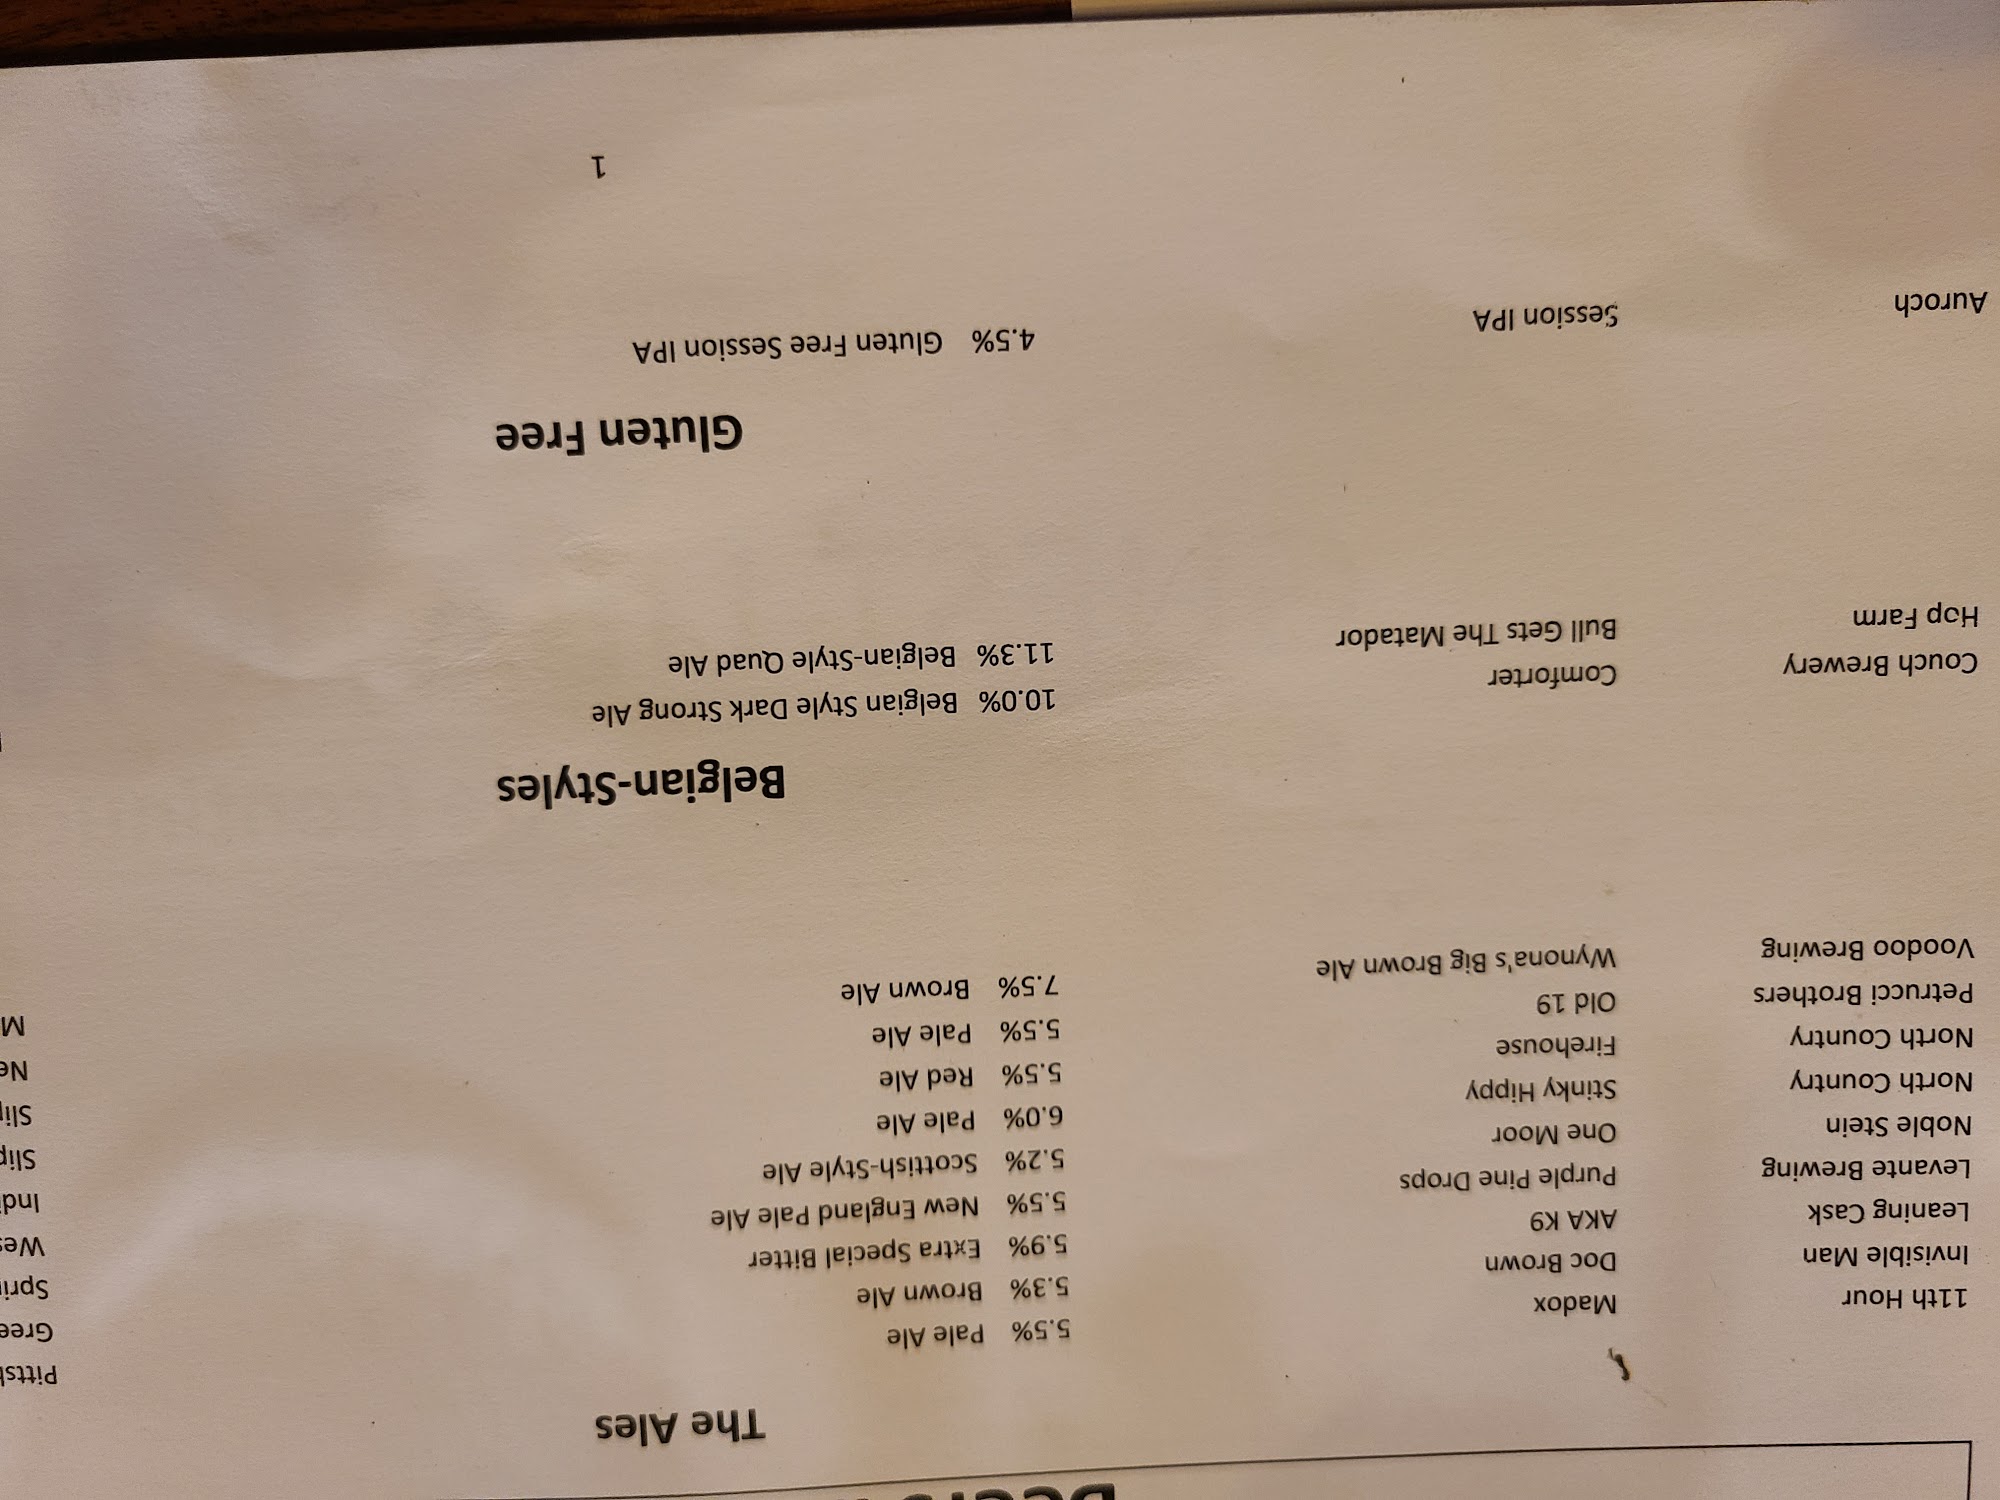 The Ales
11th Hour Madox 5.5% Pale Ale
Invisible Man Doc Brown 5.3% Brown Ale
Leaning Cask AKA K9 5.9% Extra Special Bitter
Levante Brewing Purple Pine Drops 5.5% New England Pale Ale
Noble Stein One Moor 5.2% Scottish-Style Ale
North Country Stinky Hippy 6.0% Pale Ale
North Country Firehouse 5.5% Red Ale
Petrucci Brothers Old 19 5.5% Pale Ale
Voodoo Brewing Wynona's Big Brown Ale 7.5% Brown Ale
Belgian-Styles
Couch Brewery Comforter 10.0% Belgian Style Dark Strong Ale
Hop Farm Bull Gets The Matador 11.3% Belgian-Style Quad Ale
Gluten Free
Auroch Session IPA 4.5% Gluten Free Session IPA
1